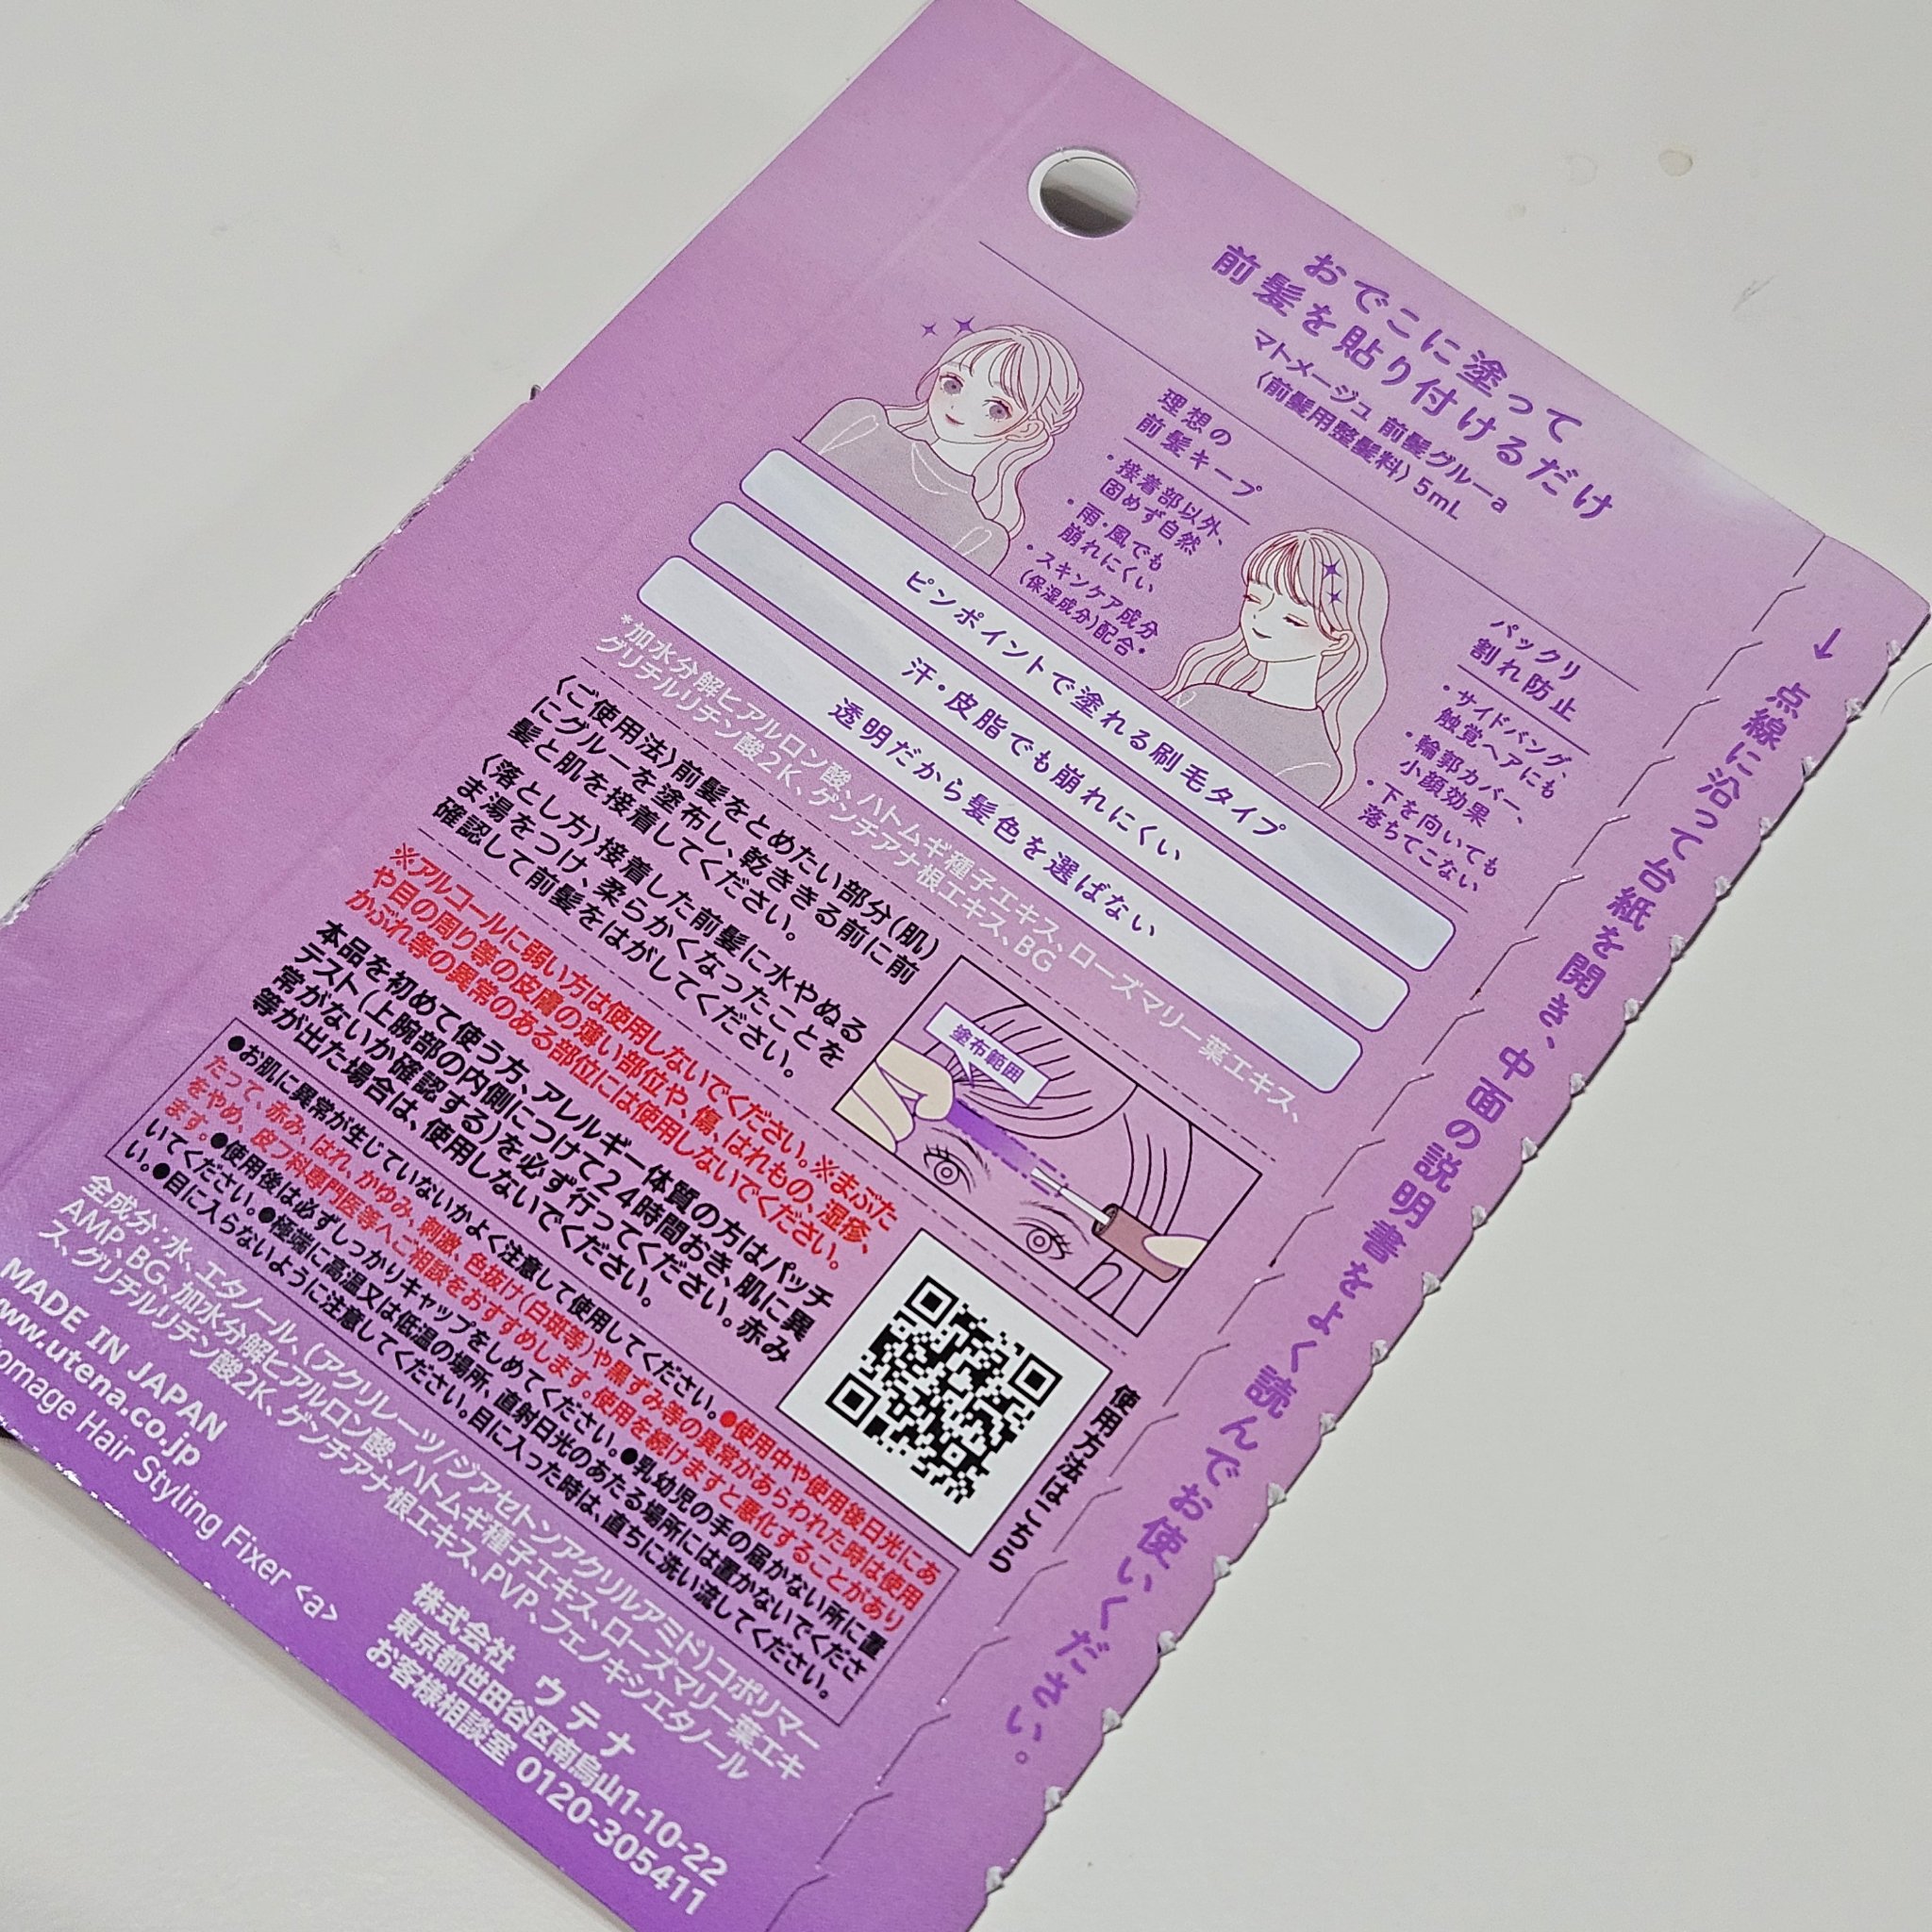 おでこに塗って
前髪を貼り付けるだけ
マトメージュ 前髪グルーa
〈前髪用整髪料〉5mL
理想の
前髪キープ
・接着部以外、
固めず自然
・雨・風でも
崩れにくい
・スキンケア成分
(保湿成分)配合*
パックリ
割れ防止
・サイドバング、
触覚ヘアにも
・輪郭カバー、
小顔効果
・下を向いても
落ちてこない
ピンポイントで塗れる刷毛タイプ
汗・皮脂でも崩れにくい
透明だから髪色を選ばない
*加水分解ヒアルロン酸、ハトムギ種子エキス、ローズマリー葉エキス、
グリチルリチン酸2K、ゲンチアナ根エキス、BG
〈ご使用法〉前髪をとめたい部分(肌)
にグルーを塗布し、乾ききる前に前
髪と肌を接着してください。
〈落とし方〉接着した前髪に水やぬる
ま湯をつけ、柔らかくなったことを
確認して前髪をはがしてください。
塗布範囲
※アルコールに弱い方は使用しないでください。※まぶた
や目の周り等の皮膚の薄い部位や、傷、はれもの、湿疹、
かぶれ等の異常のある部位には使用しないでください。
本品を初めて使う方、アレルギー体質の方はパッチ
テスト(上腕部の内側につけて24時間おき、肌に異
常がないか確認する)を必ず行ってください。赤み
等が出た場合は、使用しないでください。
使用方法はこちら
●お肌に異常が生じていないかよく注意して使用してください。●使用中や使用後日光にあ
たって、赤み、はれ、かゆみ、刺激、色抜け(白斑等)や黒ずみ等の異常があらわれた時は使用
をやめ、皮フ科専門医等へご相談をおすすめします。使用を続けますと悪化することがあり
ます。●使用後は必ずしっかりキャップをしめてください。●乳幼児の手の届かない所に置
いてください。●極端に高温又は低温の場所、直射日光のあたる場所には置かないでくださ
い。●目に入らないように注意してください。目に入った時は、直ちに洗い流してください。
全成分：水、エタノール、(アクリレーツ/ジアセトンアクリルアミド)コポリマー
AMP、BG、加水分解ヒアルロン酸、ハトムギ種子エキス、ローズマリー葉エキ
ス、グリチルリチン酸2K、ゲンチアナ根エキス、PVP、フェノキシエタノール
MADE IN JAPAN
www.utena.co.jp
omage Hair Styling Fixer <a>
株式会社 ウテナ
東京都世田谷区南烏山1-10-22
お客様相談室 0120-305411
↓点線に沿って台紙を開き、中面の説明書をよく読んでお使いください。